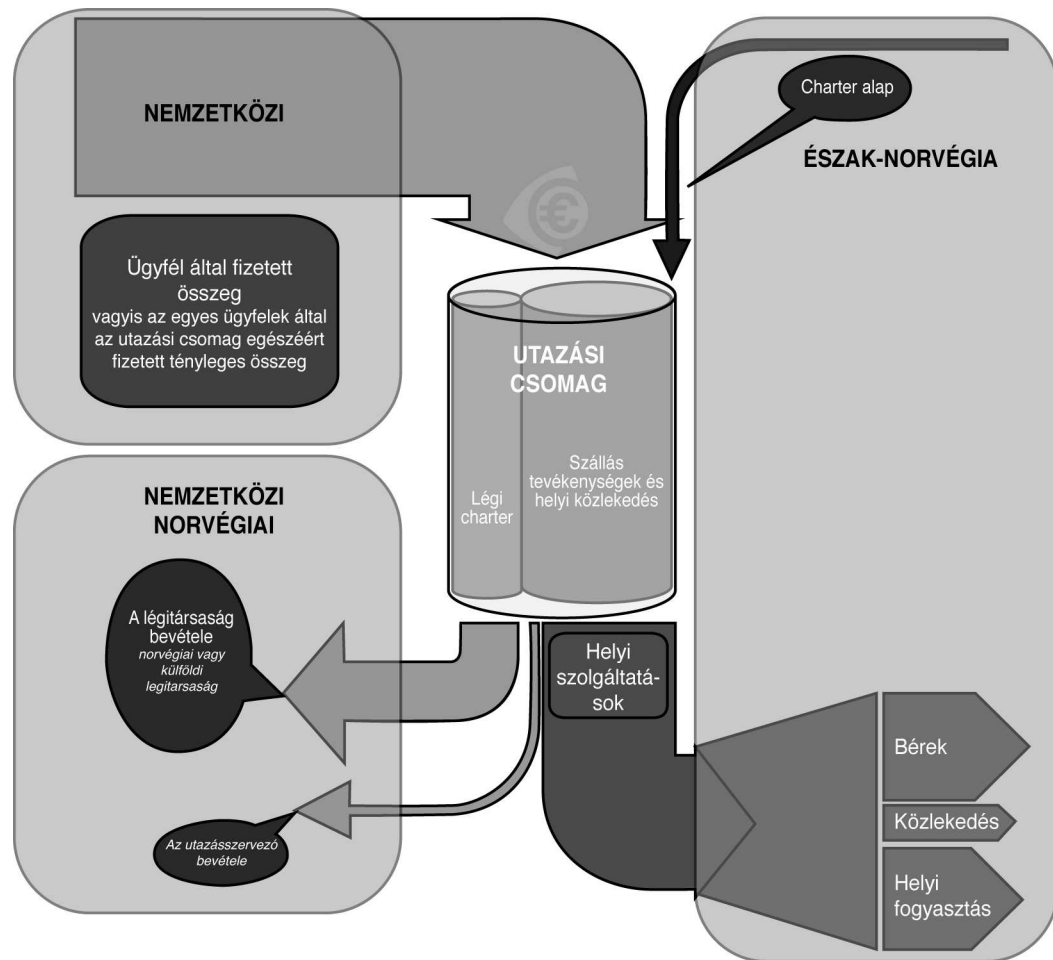 NEMZETKÖZI
Ügyfél által fizetett
összeg
vagyis az egyes ügyfelek által
az utazási csomag egészéért
fizetett tényleges összeg
Charter alap
ÉSZAK-NORVÉGIA
€
UTAZÁSI
CSOMAG
Légi
charter
Szállás
tevékenységek és
helyi közlekedés
NEMZETKÖZI
NORVÉGIAI
A légitársaság
bevétele
norvégiai vagy
külföldi
legitarsaság
Az utazásszervező
bevétele
Helyi
szolgáltatá-
sok
Bérek
Közlekedés
Helyi
fogyasztás